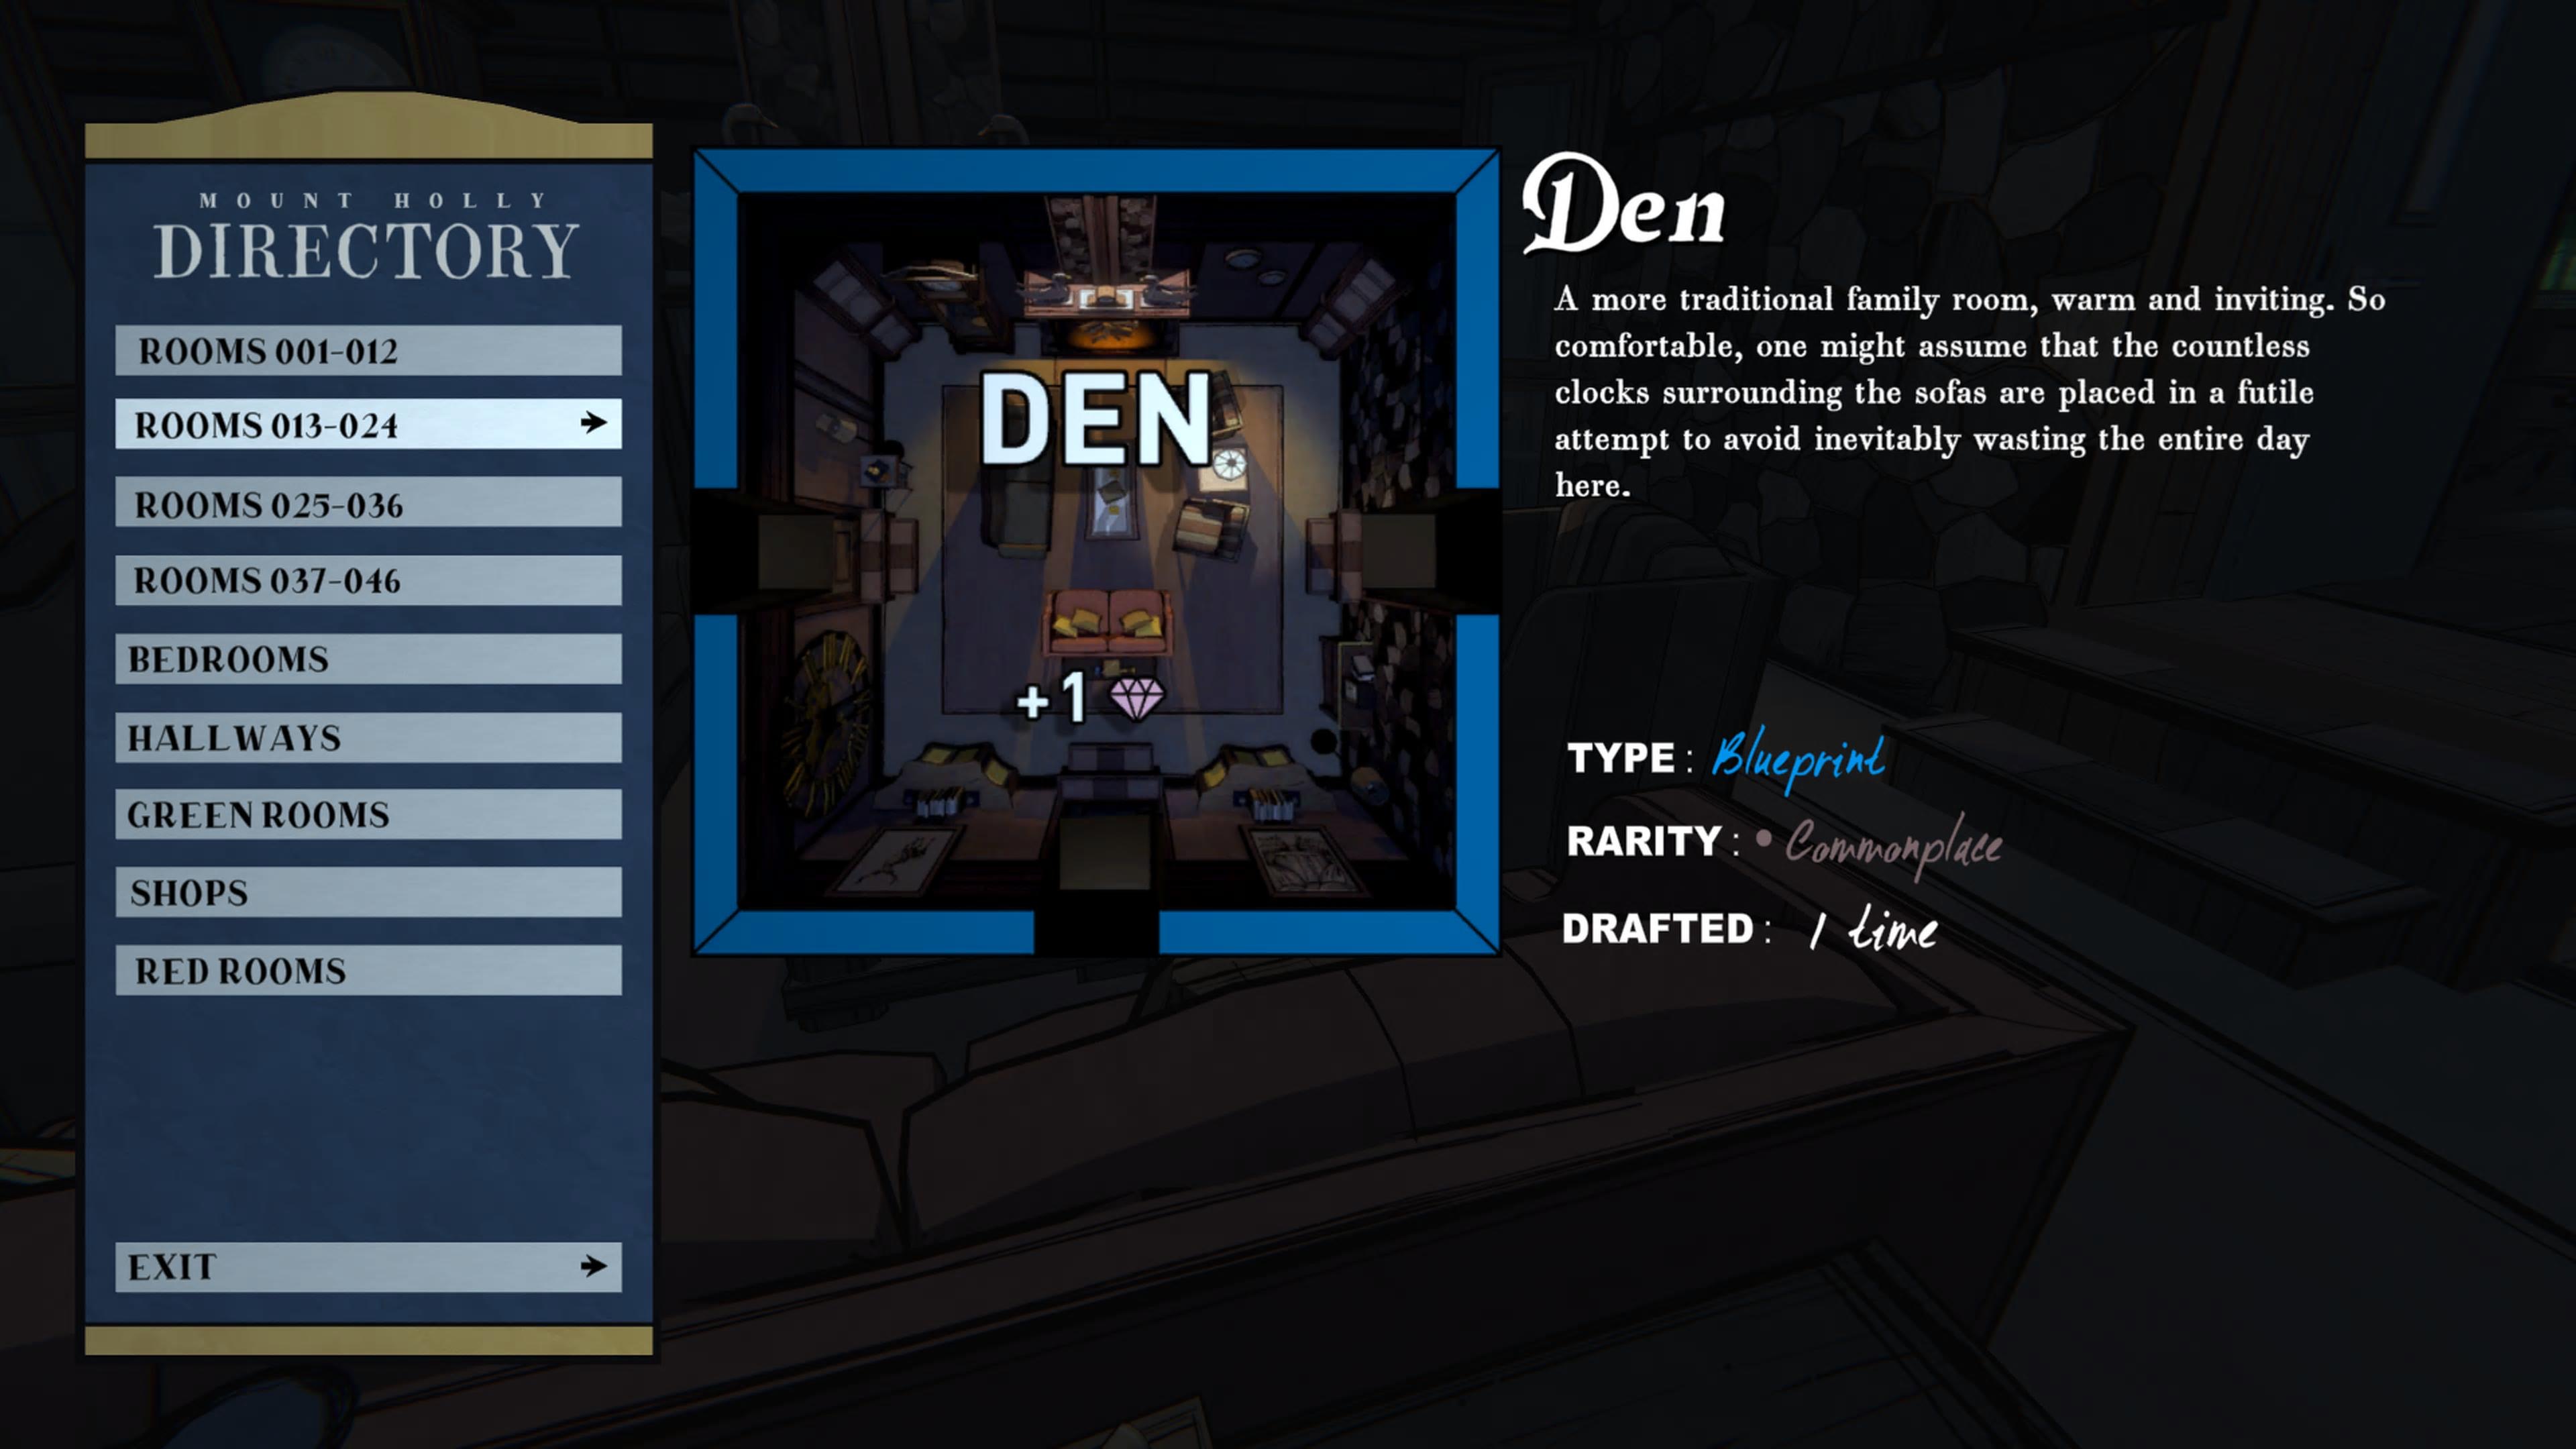 MOUNT HOLLY
DIRECTORY
ROOMS 001-012
ROOMS 013-024
ROOMS 025-036
ROOMS 037-046
BEDROOMS
HALLWAYS
GREEN ROOMS
SHOPS
RED ROOMS
EXIT
DEN
+1
Den
A more traditional family room, warm and inviting. So
comfortable, one might assume that the countless
clocks surrounding the sofas are placed in a futile
attempt to avoid inevitably wasting the entire day
here.
TYPE : Blueprint
RARITY : • Commonplace
DRAFTED : 1 time